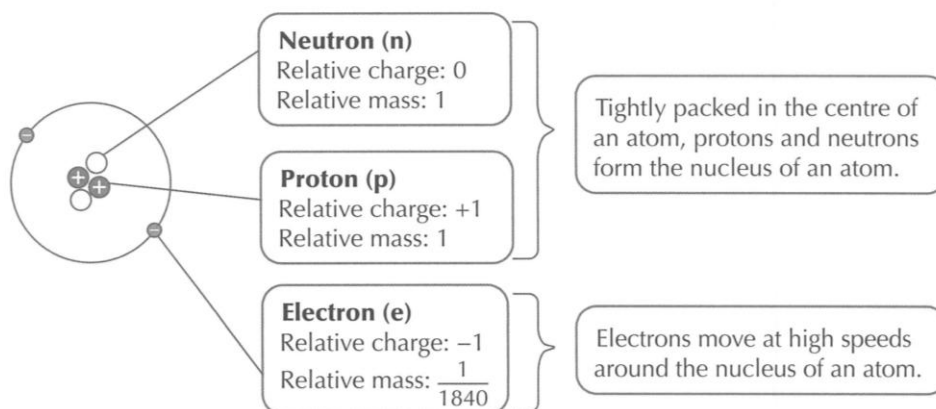 Neutron (n)
Relative charge: 0
Relative mass: 1
Tightly packed in the centre of
an atom, protons and neutrons
form the nucleus of an atom.
Proton (p)
Relative charge: +1
Relative mass: 1
Electron (e)
Relative charge: −1
Relative mass: 1/1840
Electrons move at high speeds
around the nucleus of an atom.